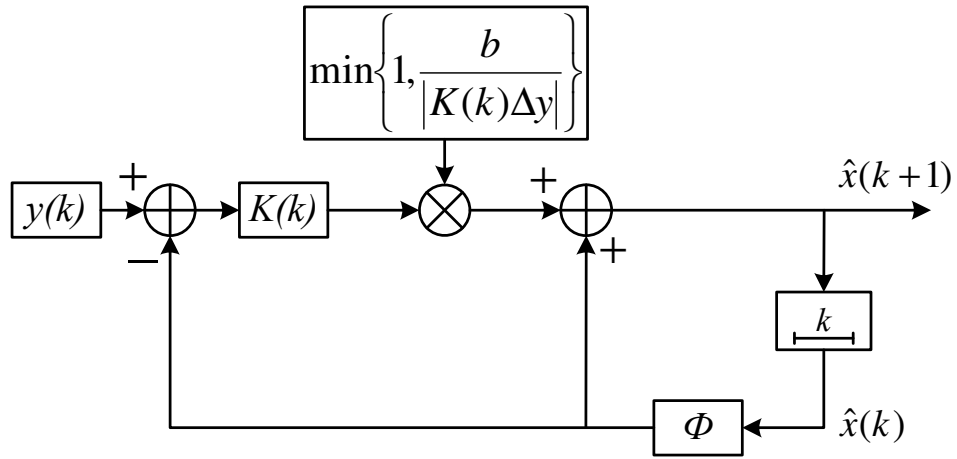 min{1, b / |K(k)Δy|}
+
+
x̂(k+1)
y(k)
K(k)
−
+
k
Φ
x̂(k)